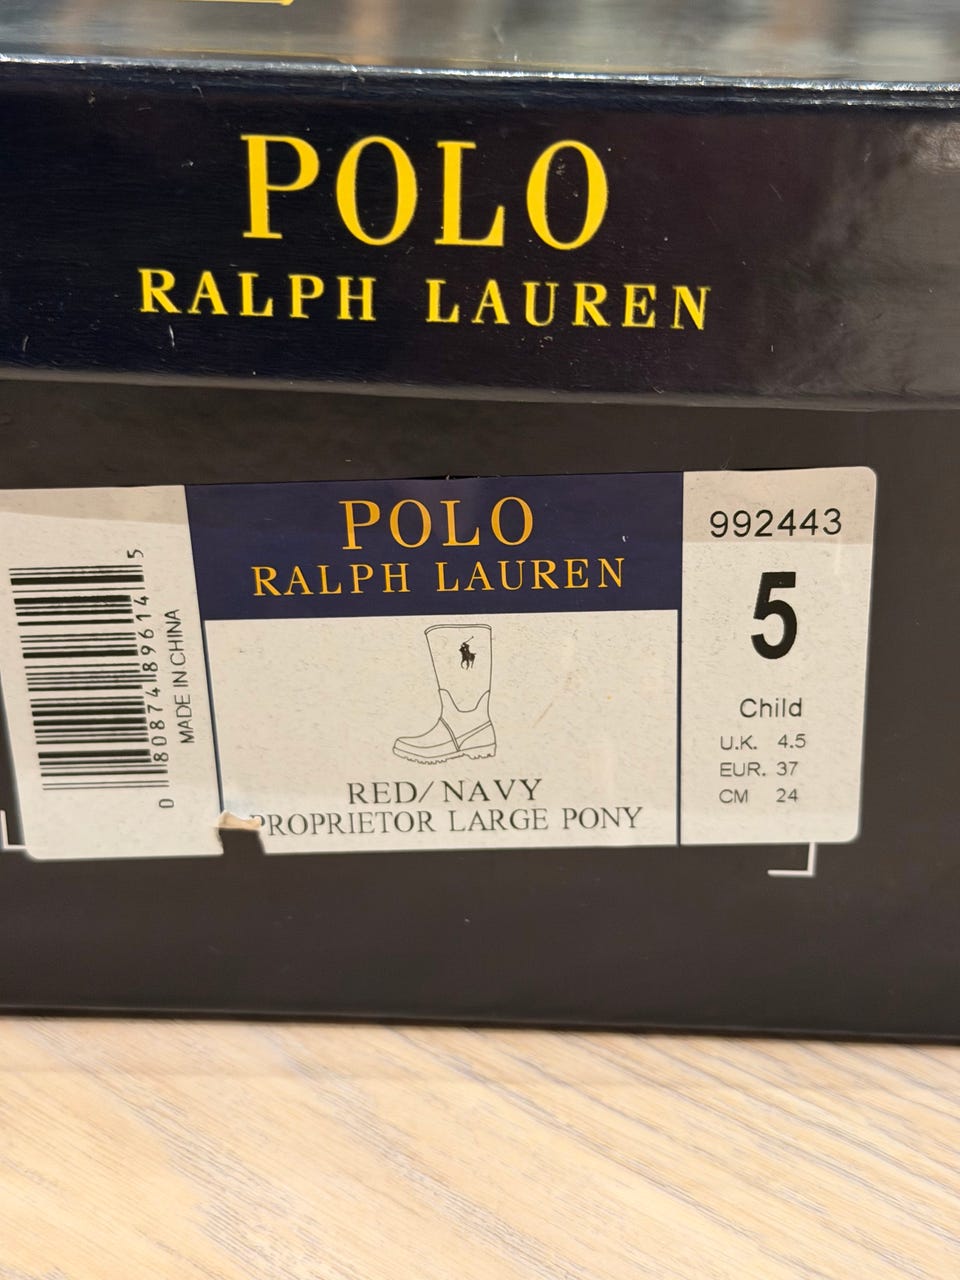 POLO
RALPH LAUREN
POLO
RALPH LAUREN
992443
5
Child
U.K. 4.5
EUR. 37
CM 24
RED/NAVY
PROPRIETOR LARGE PONY
0 80874 89614 5
MADE IN CHINA